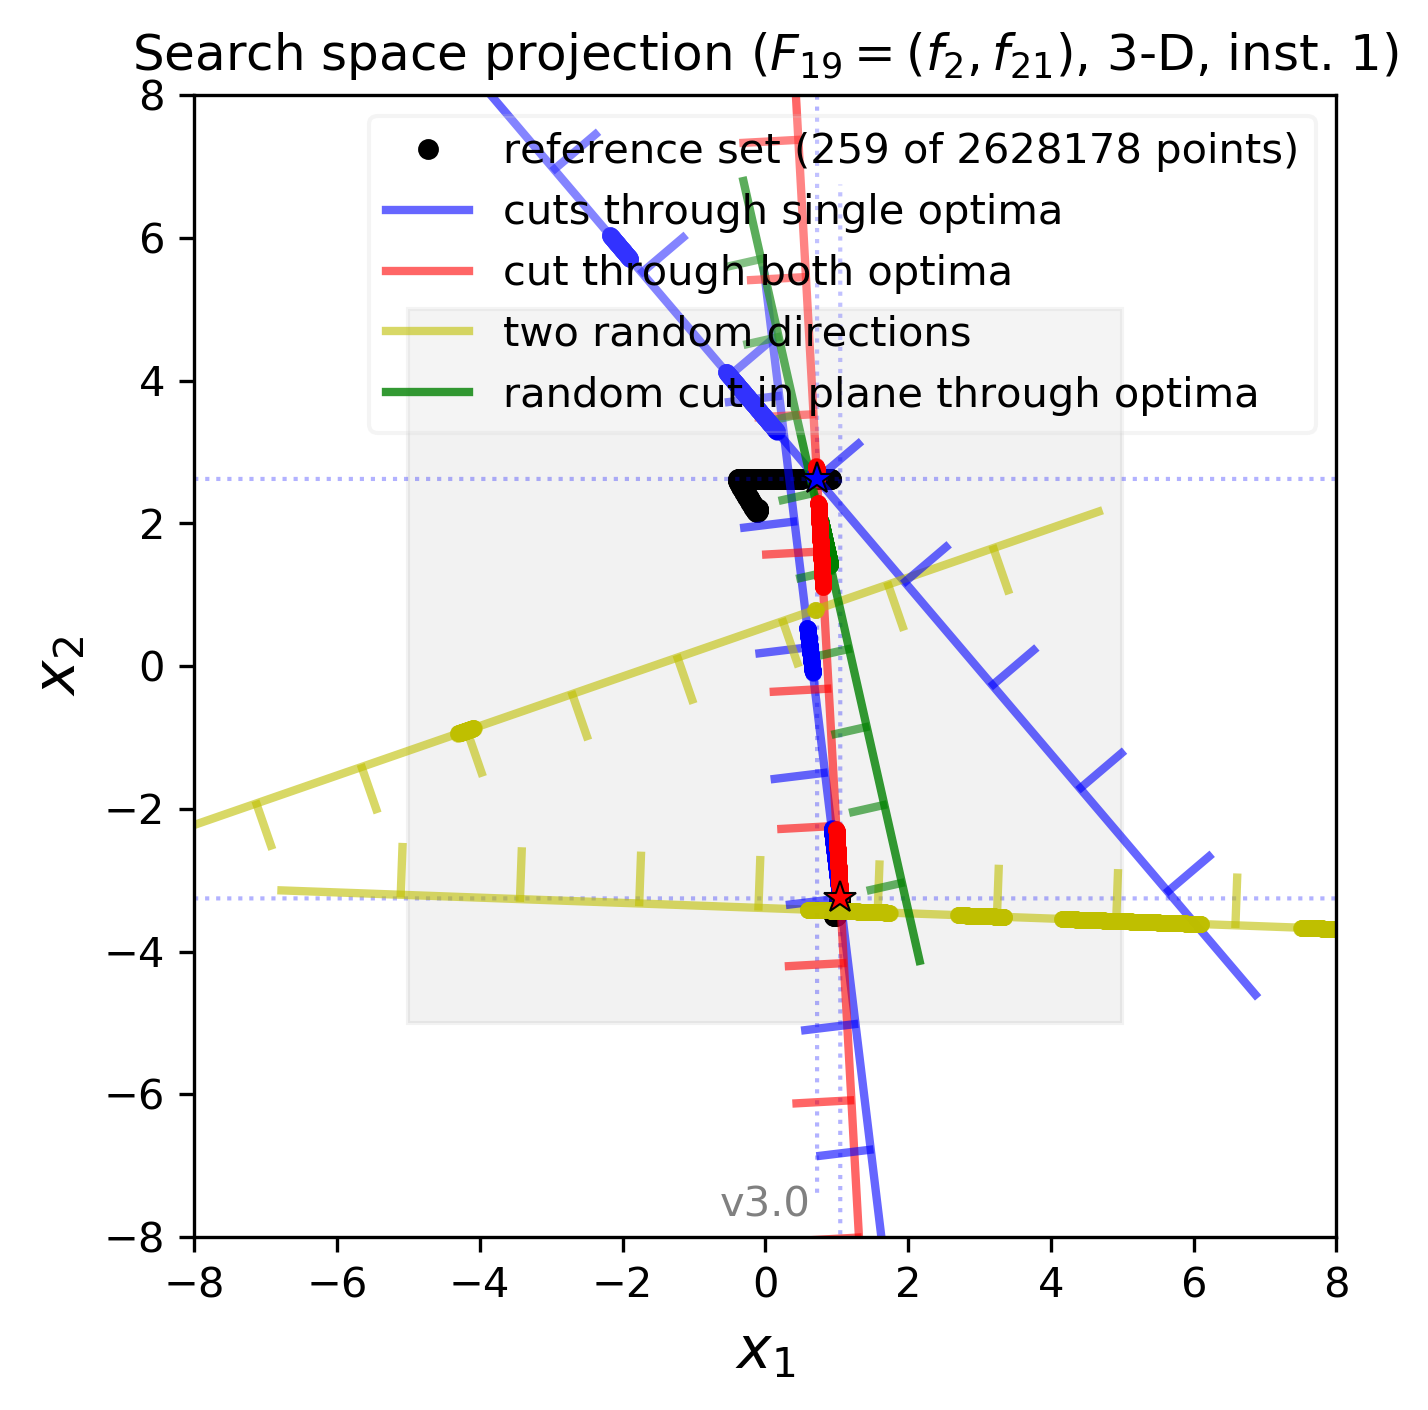 Search space projection (F₁₉ = (f₂, f₂₁), 3-D, inst. 1)
8
6
4
2
0
−2
−4
−6
−8
x₂
reference set (259 of 2628178 points)
cuts through single optima
cut through both optima
two random directions
random cut in plane through optima
v3.0
−8 −6 −4 −2 0 2 4 6 8
x₁